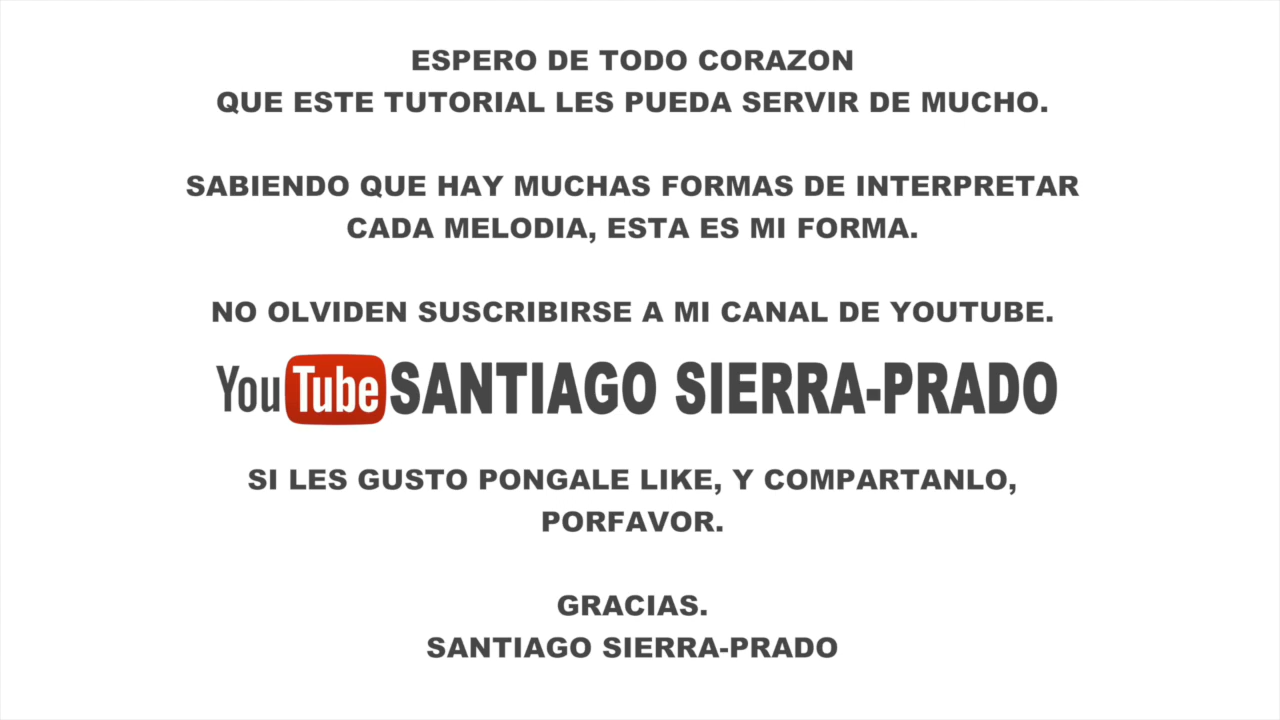 ESPERO DE TODO CORAZON
QUE ESTE TUTORIAL LES PUEDA SERVIR DE MUCHO.
SABIENDO QUE HAY MUCHAS FORMAS DE INTERPRETAR
CADA MELODIA, ESTA ES MI FORMA.
NO OLVIDEN SUSCRIBIRSE A MI CANAL DE YOUTUBE.
YouTube SANTIAGO SIERRA-PRADO
SI LES GUSTO PONGALE LIKE, Y COMPARTANLO,
PORFAVOR.
GRACIAS.
SANTIAGO SIERRA-PRADO